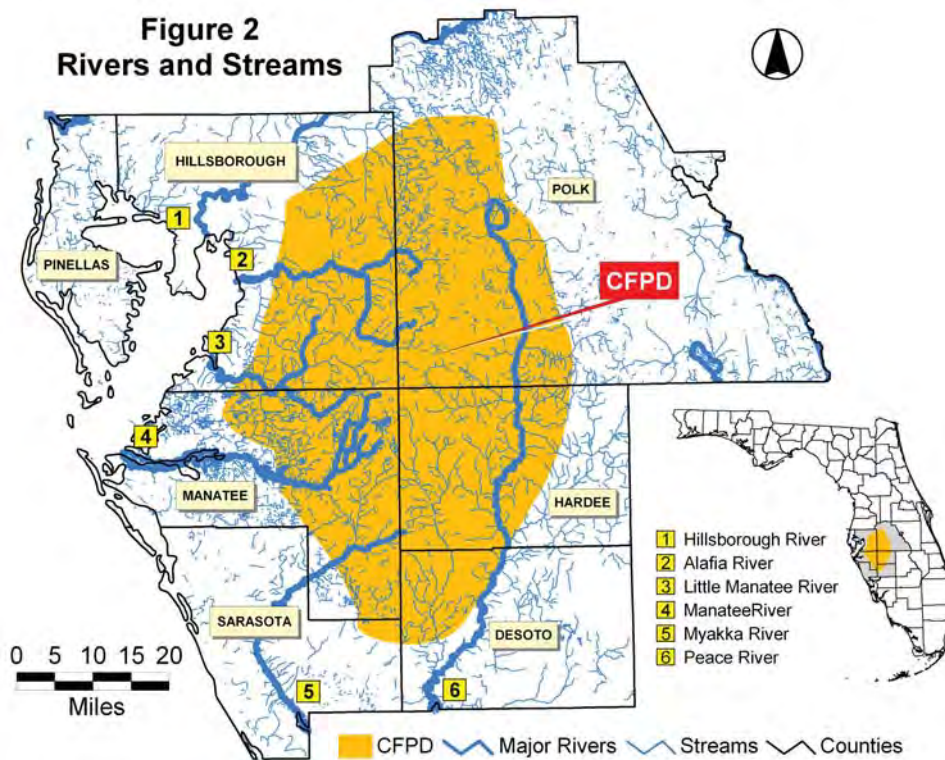 Figure 2
Rivers and Streams
HILLSBOROUGH
POLK
1
PINELLAS
2
CFPD
3
4
MANATEE
HARDEE
1 Hillsborough River
2 Alafia River
3 Little Manatee River
4 ManateeRiver
5 Myakka River
6 Peace River
SARASOTA
DESOTO
0 5 10 15 20
Miles
5
6
CFPD Major Rivers Streams Counties